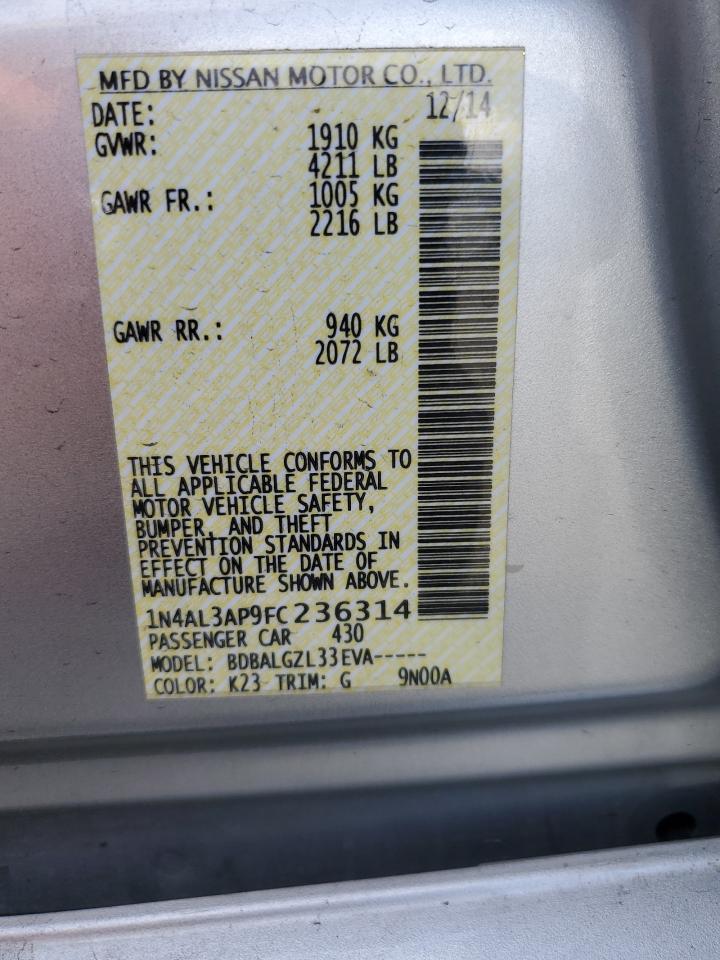 MFD BY NISSAN MOTOR CO., LTD.
DATE: 12/14
GVWR: 1910 KG
4211 LB
GAWR FR.: 1005 KG
2216 LB
GAWR RR.: 940 KG
2072 LB
THIS VEHICLE CONFORMS TO
ALL APPLICABLE FEDERAL
MOTOR VEHICLE SAFETY,
BUMPER, AND THEFT
PREVENTION STANDARDS IN
EFFECT ON THE DATE OF
MANUFACTURE SHOWN ABOVE.
1N4AL3AP9FC236314
PASSENGER CAR 430
MODEL: BDBALGZL33EVA-----
COLOR: K23 TRIM: G 9N00A